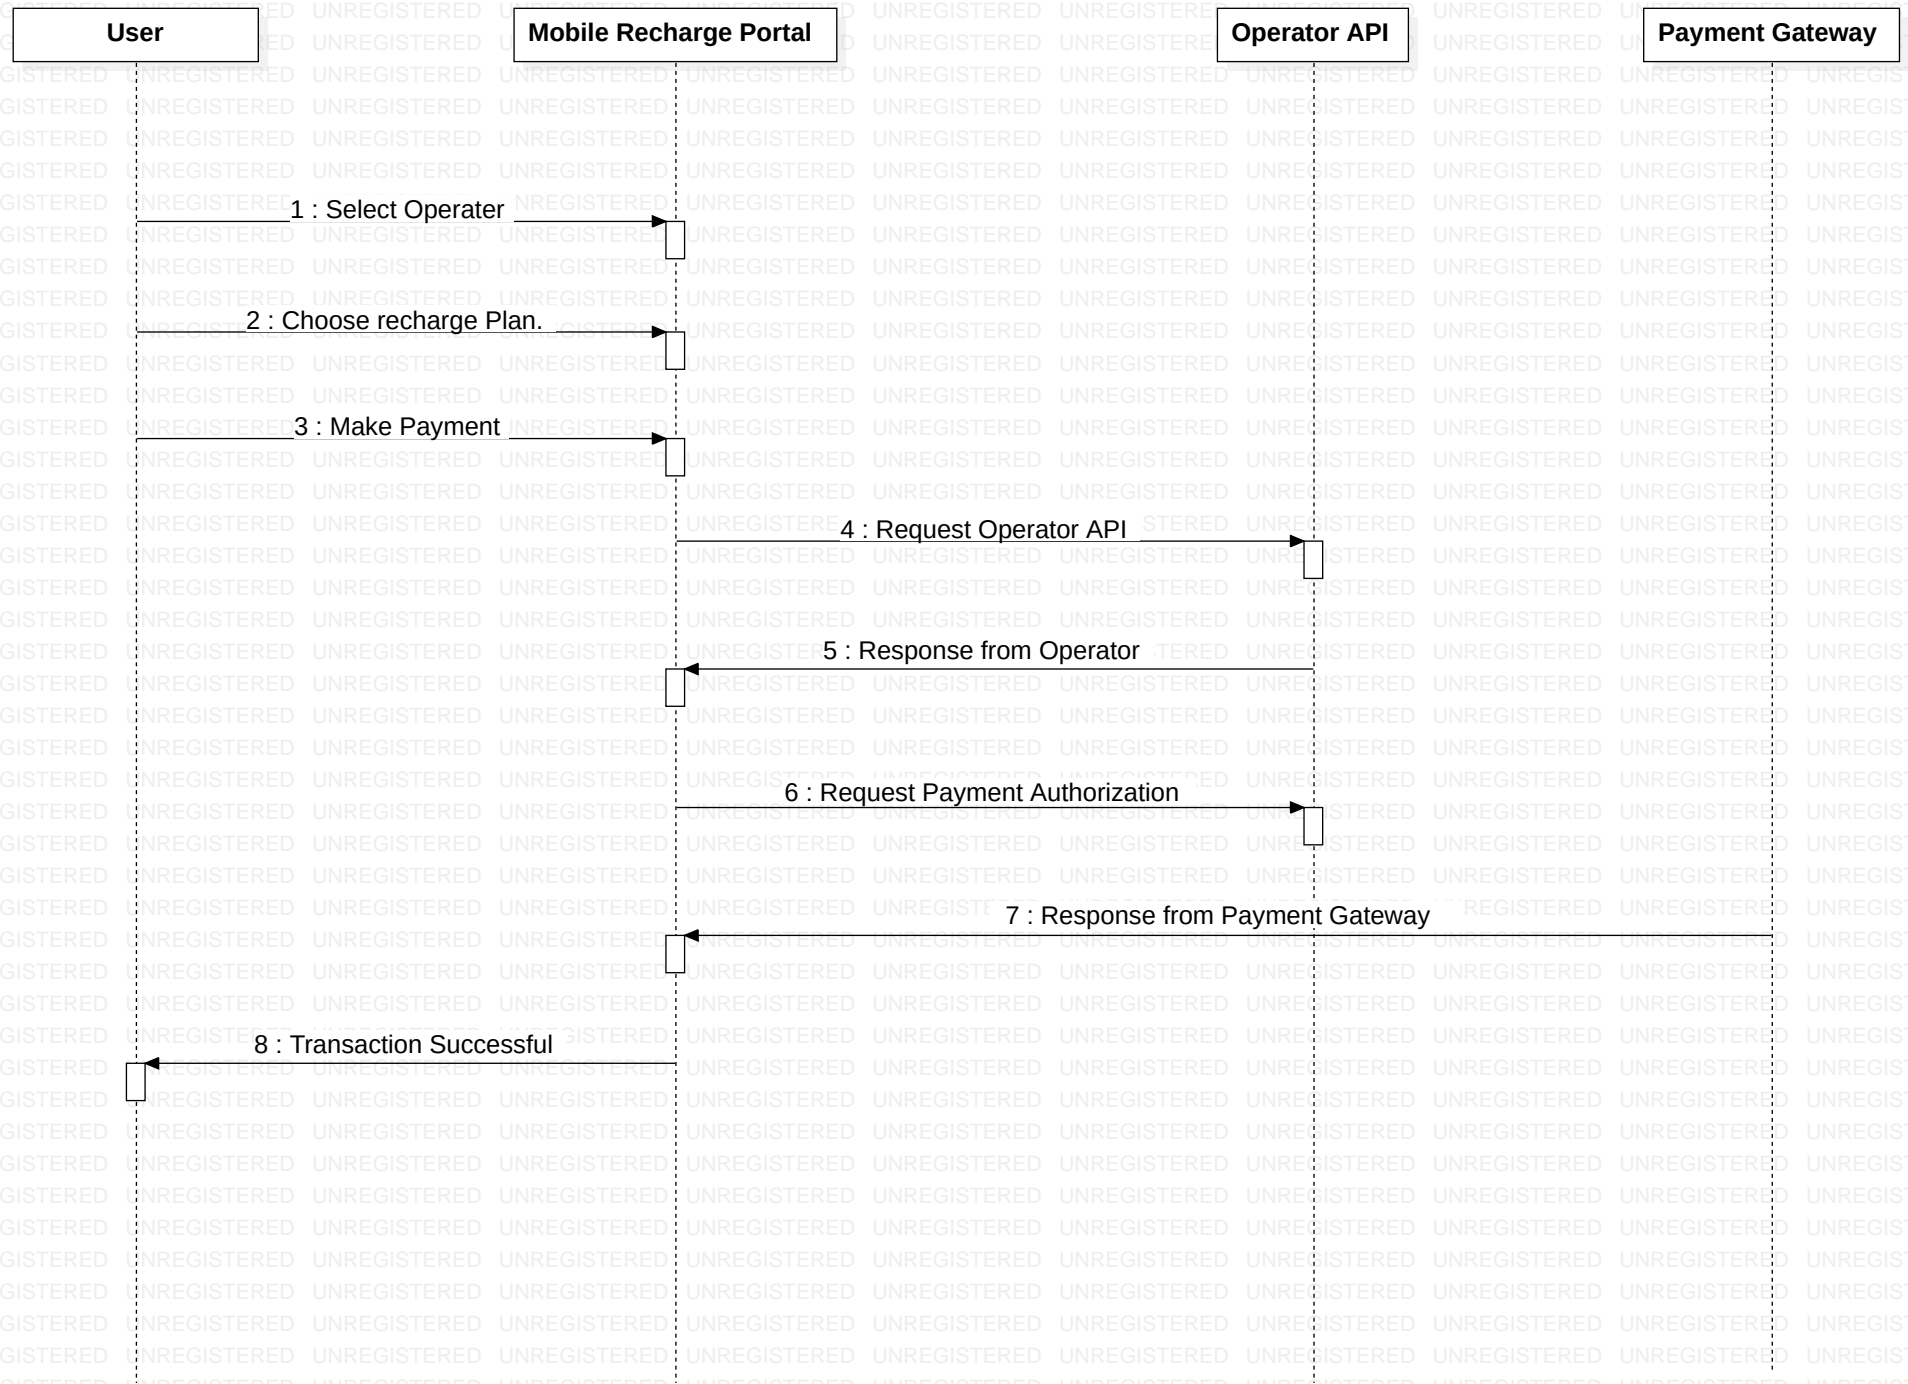 User
Mobile Recharge Portal
Operator API
Payment Gateway
1 : Select Operater
2 : Choose recharge Plan.
3 : Make Payment
4 : Request Operator API
5 : Response from Operator
6 : Request Payment Authorization
7 : Response from Payment Gateway
8 : Transaction Successful
UNREGISTERED